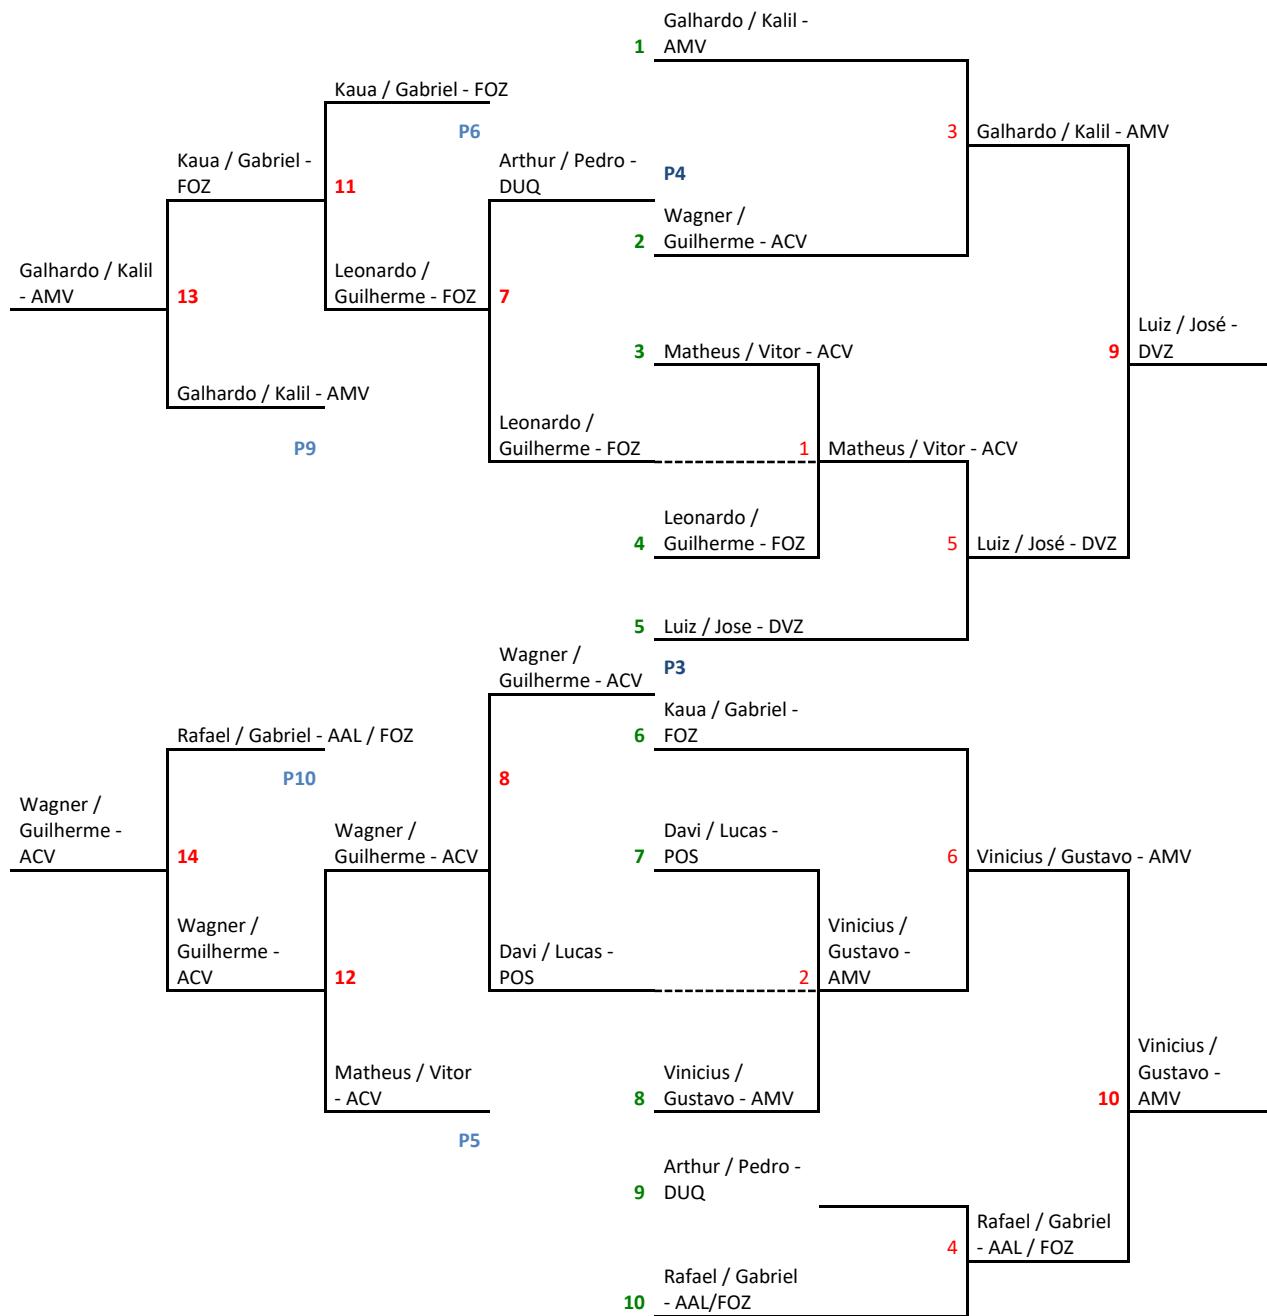 Galhardo / Kalil -
1 AMV
Kaua / Gabriel - FOZ
P6
3 Galhardo / Kalil - AMV
Kaua / Gabriel -
FOZ
11
Arthur / Pedro -
DUQ
P4
Wagner /
2 Guilherme - ACV
Galhardo / Kalil
- AMV
13
Leonardo /
Guilherme - FOZ
7
Luiz / José -
9 DVZ
3 Matheus / Vitor - ACV
Galhardo / Kalil - AMV
P9
Leonardo /
Guilherme - FOZ
1 Matheus / Vitor - ACV
Leonardo /
4 Guilherme - FOZ
5 Luiz / José - DVZ
5 Luiz / Jose - DVZ
Wagner /
Guilherme - ACV
P3
Kaua / Gabriel -
6 FOZ
Rafael / Gabriel - AAL / FOZ
P10
8
Wagner /
Guilherme -
ACV
14
Wagner /
Guilherme - ACV
Davi / Lucas -
7 POS
6 Vinicius / Gustavo - AMV
Wagner /
Guilherme -
ACV
12
Davi / Lucas -
POS
2
Vinicius /
Gustavo -
AMV
Matheus / Vitor
- ACV
P5
Vinicius /
8 Gustavo - AMV
10
Vinicius /
Gustavo -
AMV
Arthur / Pedro -
9 DUQ
4
Rafael / Gabriel
- AAL / FOZ
Rafael / Gabriel
10 - AAL/FOZ